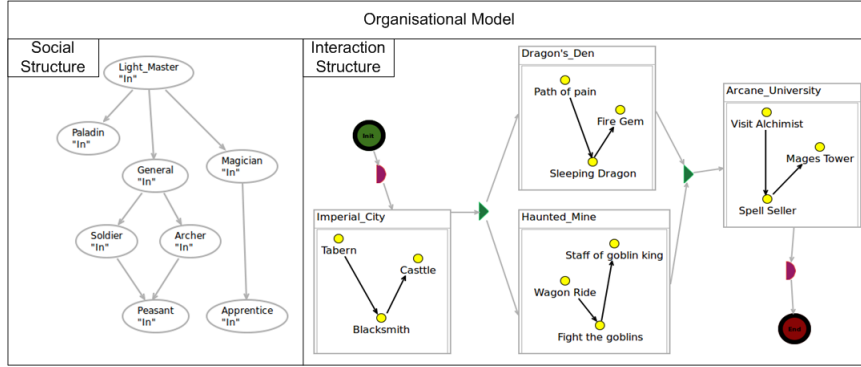 Organisational Model
Social
Structure
Light_Master
"In"
Paladin
"In"
General
"In"
Magician
"In"
Soldier
"In"
Archer
"In"
Peasant
"In"
Apprentice
"In"
Interaction
Structure
Init
Imperial_City
Tabern
Casttle
Blacksmith
Dragon's_Den
Path of pain
Fire Gem
Sleeping Dragon
Haunted_Mine
Staff of goblin king
Wagon Ride
Fight the goblins
Arcane_University
Visit Alchimist
Mages Tower
Spell Seller
End